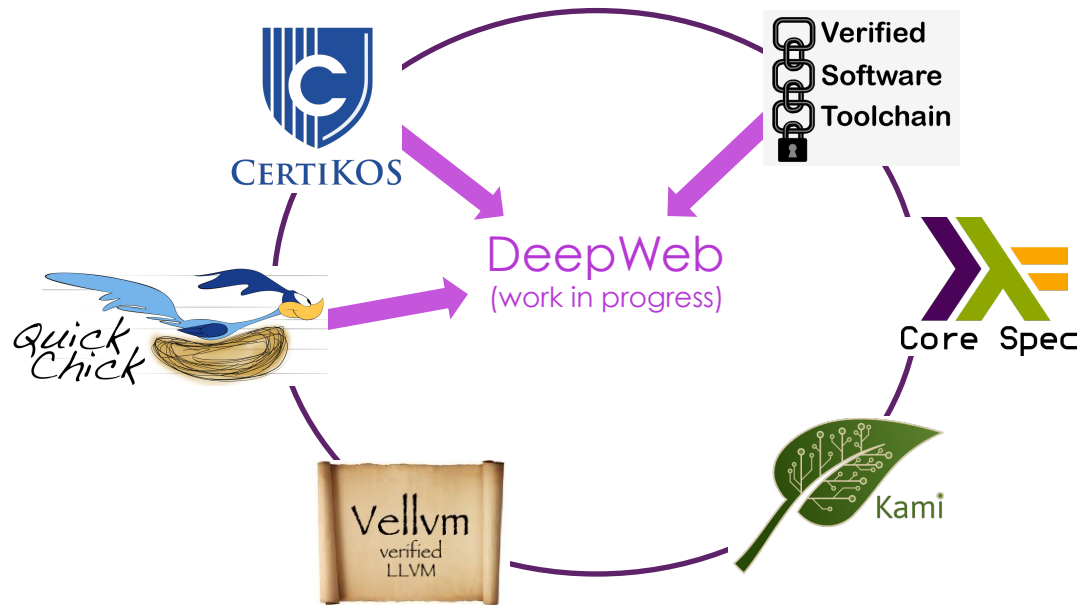 C
CERTIKOS
Verified
Software
Toolchain
DeepWeb
(work in progress)
Core Spec
Quick
Chick
Vellvm
verified
LLVM
Kami